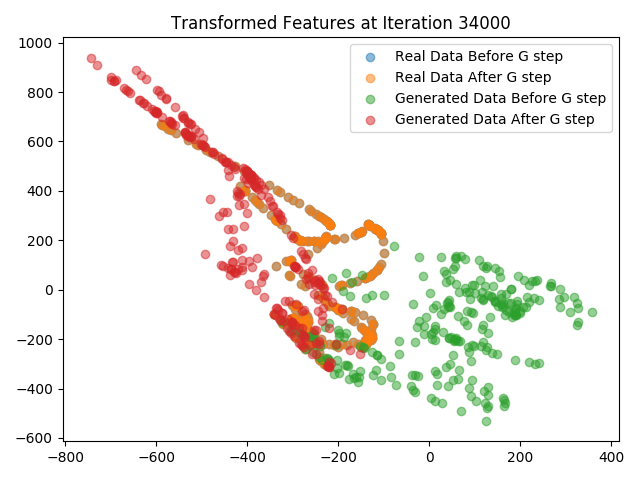 Transformed Features at Iteration 34000
Real Data Before G step
Real Data After G step
Generated Data Before G step
Generated Data After G step
1000
800
600
400
200
0
−200
−400
−600
−800 −600 −400 −200 0 200 400